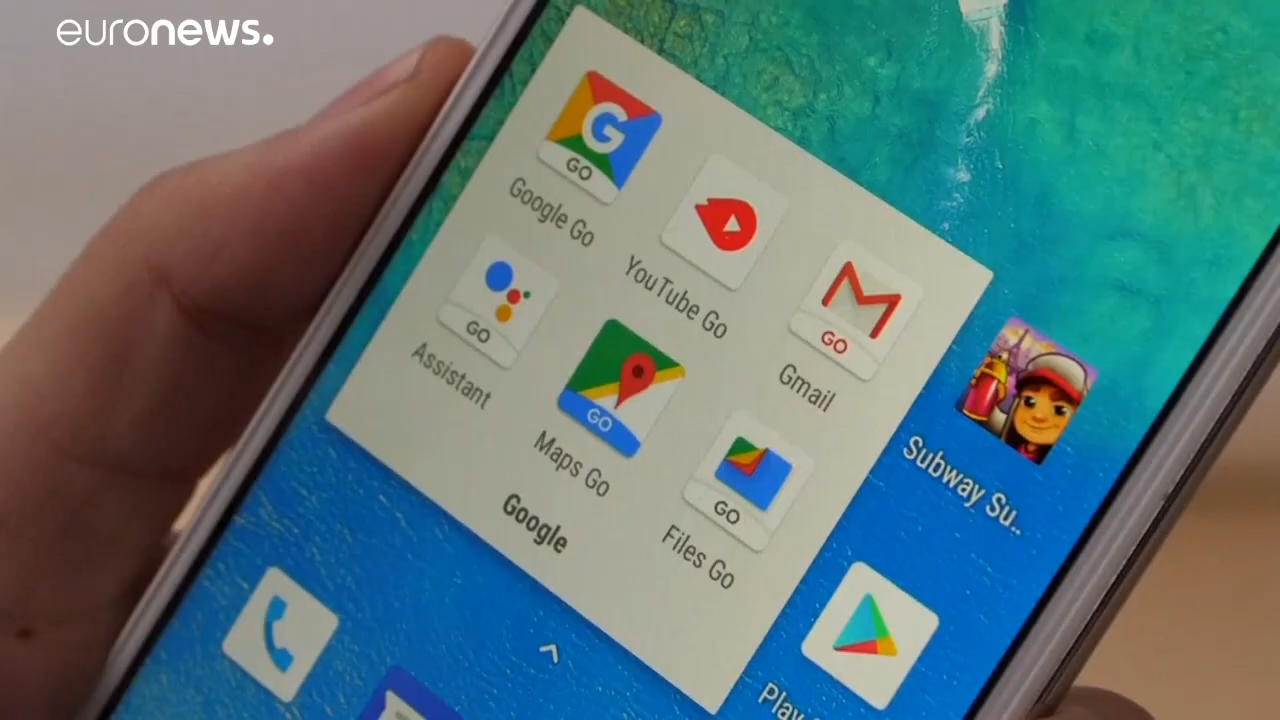 euronews.
GO
Google Go
YouTube Go
GO
Gmail
GO
Assistant
GO
Maps Go
GO
Files Go
Google
Subway Su..
Play